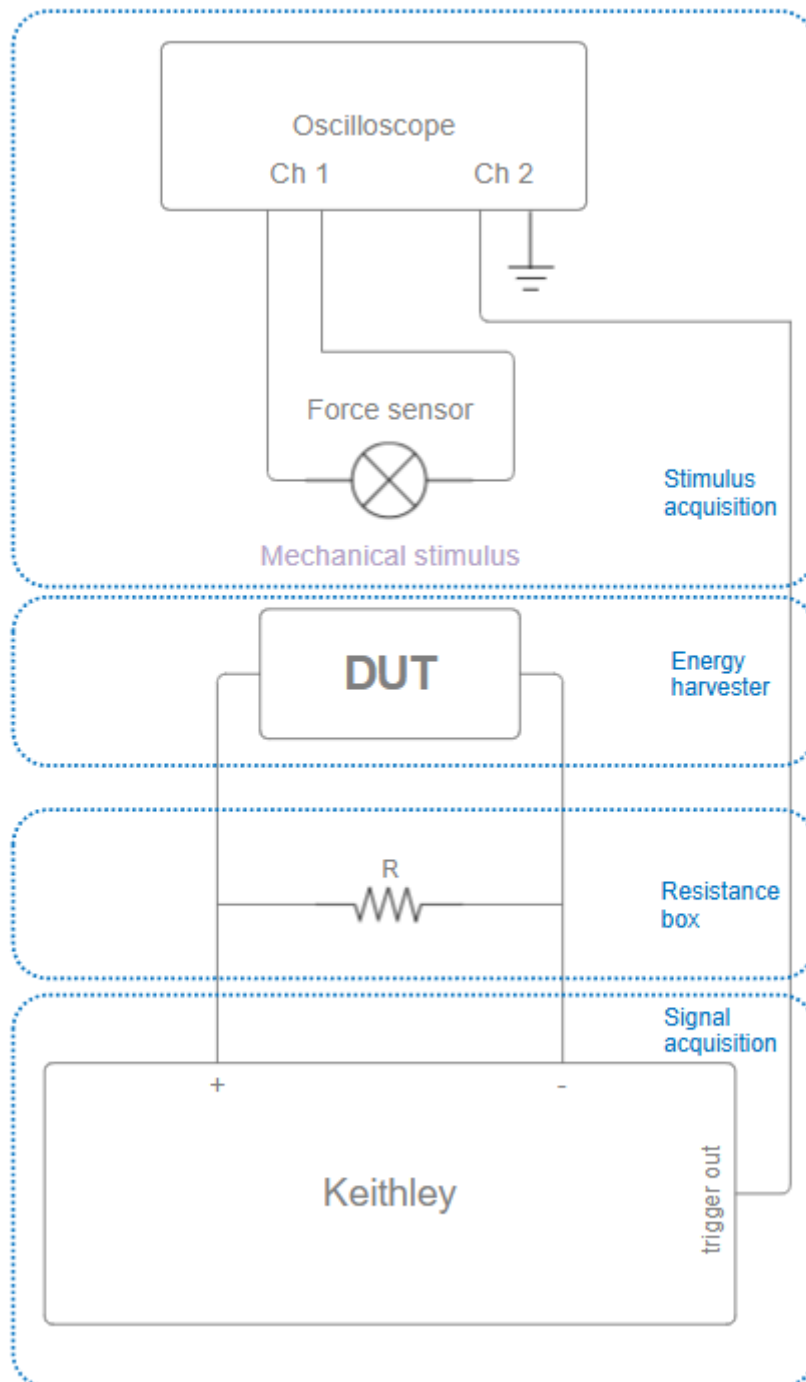 Oscilloscope
Ch 1
Ch 2
Force sensor
Stimulus
acquisition
Mechanical stimulus
DUT
Energy
harvester
R
Resistance
box
Signal
acquisition
+
-
Keithley
trigger out